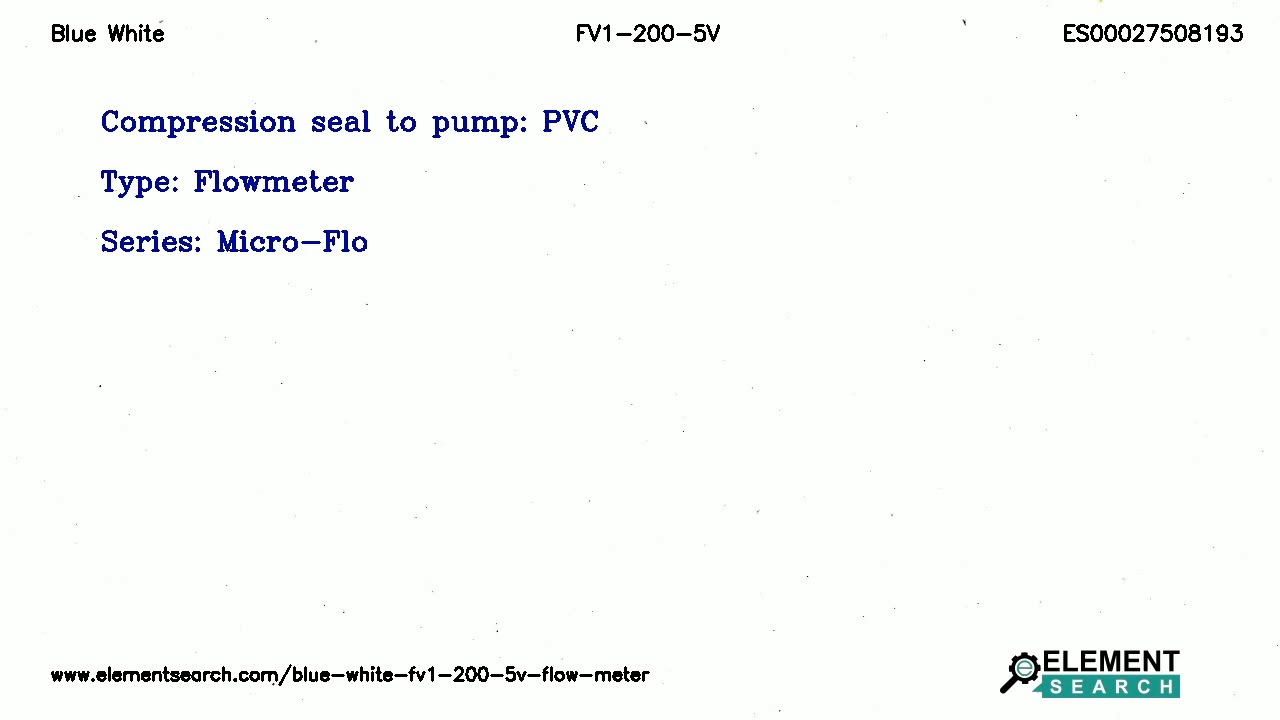 Blue White FV1-200-5V ES00027508193
Compression seal to pump: PVC
Type: Flowmeter
Series: Micro-Flo
www.elementsearch.com/blue-white-fv1-200-5v-flow-meter
ELEMENT
SEARCH